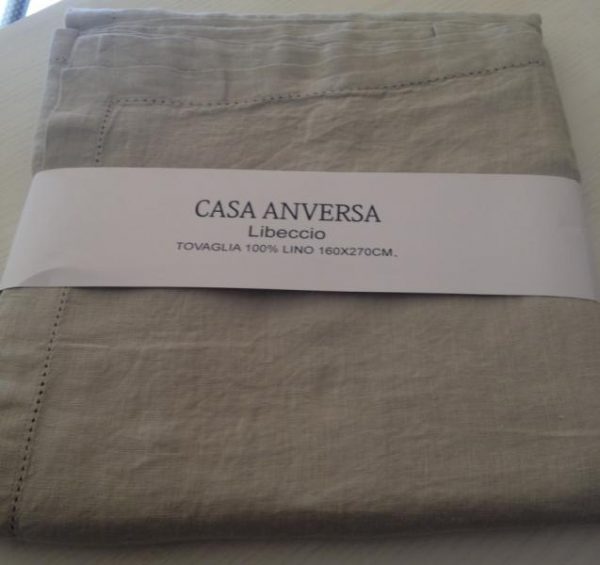 CASA ANVERSA
Libeccio
TOVAGLIA 100% LINO 160X270CM.